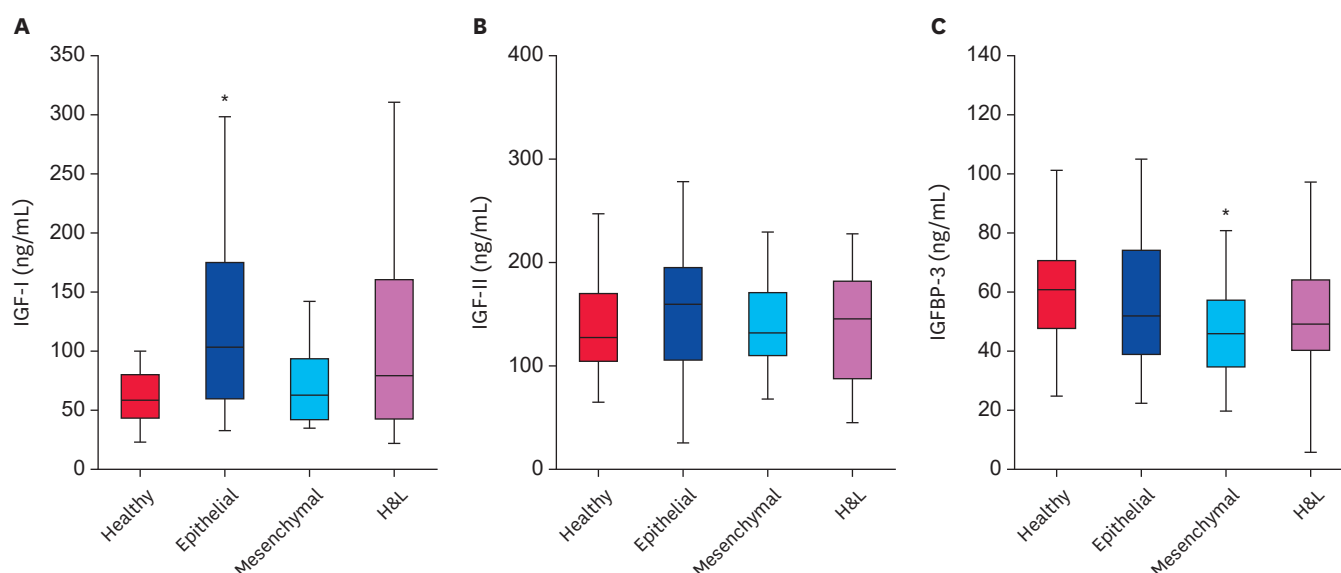 A
IGF-I (ng/mL)
350
300
250
200
150
100
50
0
*
Healthy
Epithelial
Mesenchymal
H&L
B
IGF-II (ng/mL)
400
300
200
100
0
Healthy
Epithelial
Mesenchymal
H&L
C
IGFBP-3 (ng/mL)
140
120
100
80
60
40
20
0
*
Healthy
Epithelial
Mesenchymal
H&L